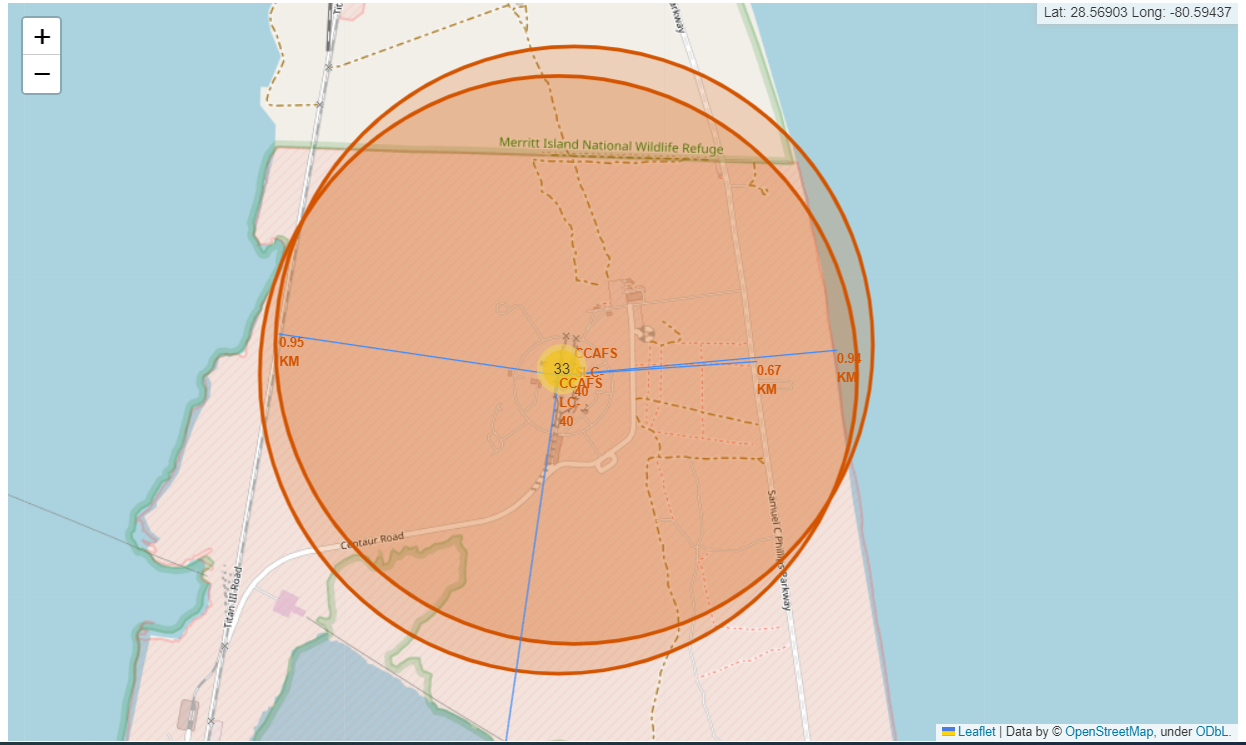 +
−
Lat: 28.56903 Long: -80.59437
Merritt Island National Wildlife Refuge
0.95
KM
33
CCAFS
SLC-
40
CCAFS
LC-
40
0.67
KM
0.94
KM
Centaur Road
Titan III Road
Samuel C Phillips Parkway
Leaflet | Data by © OpenStreetMap, under ODbL.